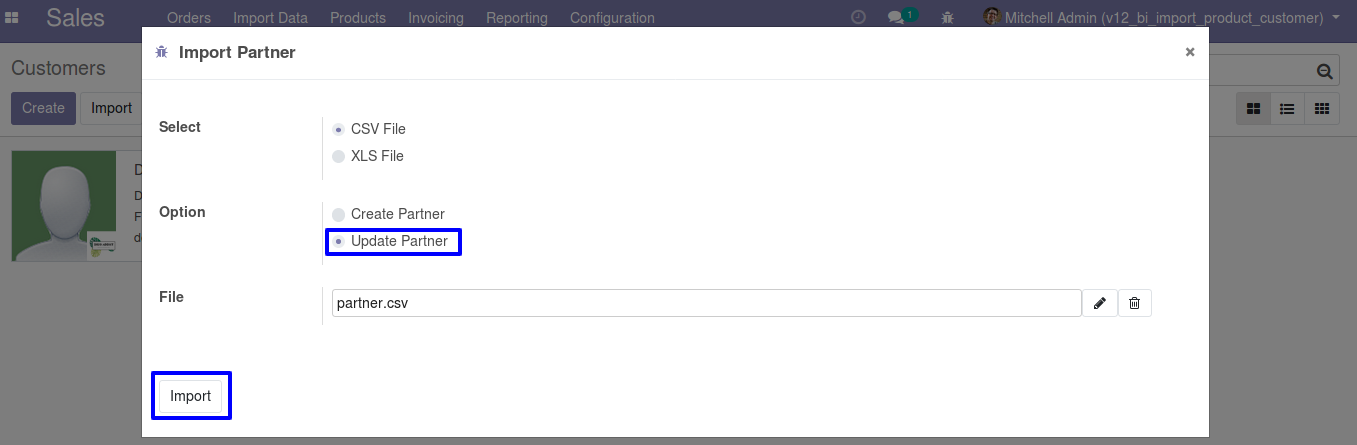 Sales Orders Import Data Products Invoicing Reporting Configuration 1 Mitchell Admin (v12_bi_import_product_customer)
Import Partner ×
Customers
Create Import
Select CSV File
XLS File
Option Create Partner
Update Partner
File partner.csv
Import